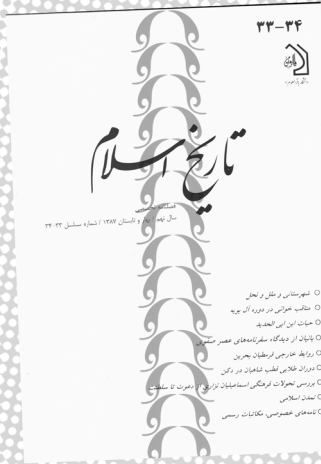 ۳۳-۳۴
تاریخ اسلام
فصلنامه تخصصی
سال نهم / بهار و تابستان ۱۳۸۷ / شماره مسلسل ۳۴-۳۳
شهرستانی و ملل و نحل
مناقب خوانی در دوره آل بویه
حیات ابن ابی الحدید
بابیان از دیدگاه سفرنامه‌های عصر صفوی
روابط خارجی قرمطیان بحرین
دوران طلایی قطب شاهیان در دکن
بررسی تحولات فرهنگی اسماعیلیان نزاری از دعوت تا سلطنت
تمدن اسلامی
نامه‌های خصوصی، مکاتبات رسمی